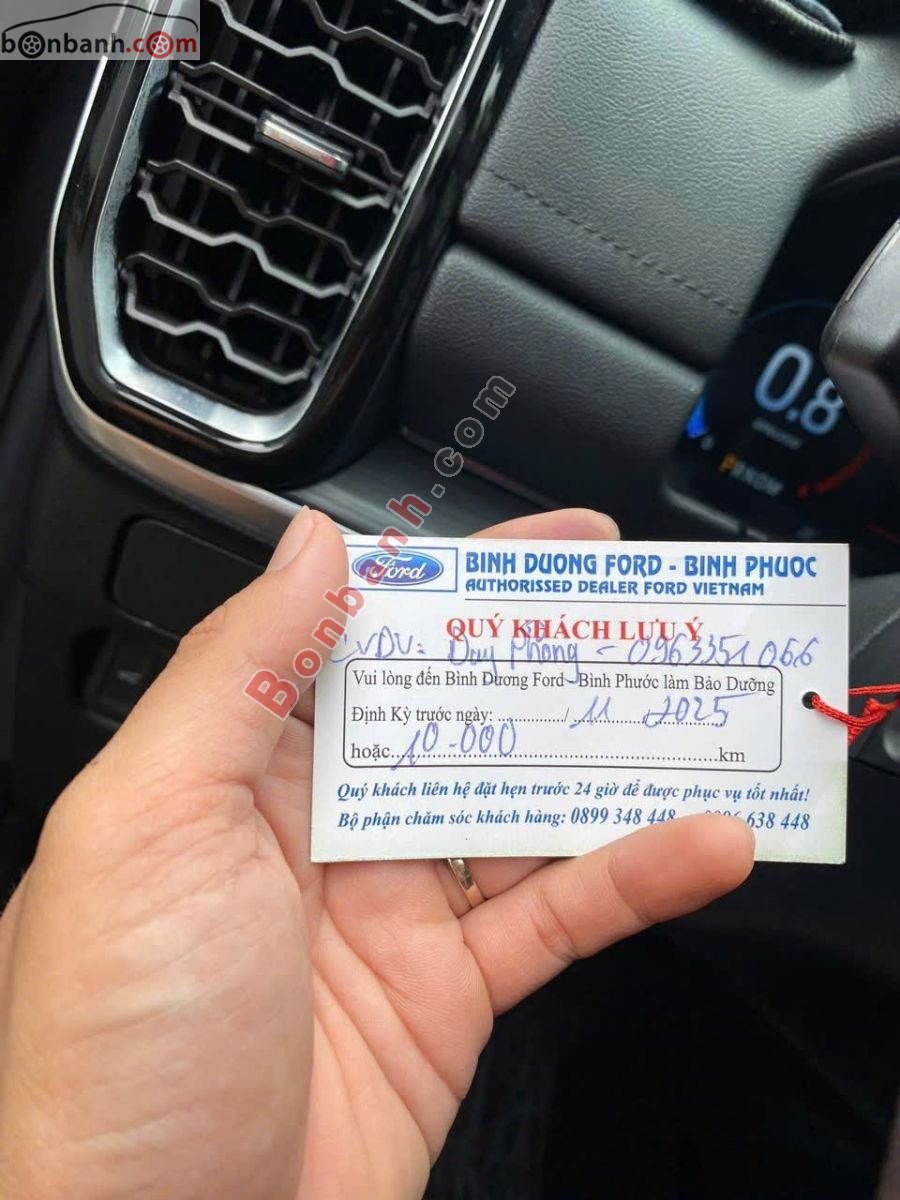 bonbanh.com
0.8
PRNDM
Bonbanh.com
Ford
BINH DUONG FORD - BINH PHUOC
AUTHORISSED DEALER FORD VIETNAM
QUÝ KHÁCH LƯU Ý
CVDV: Duy Phong - 0963351066
Vui lòng đến Bình Dương Ford - Bình Phước làm Bảo Dưỡng
Định Kỳ trước ngày: ............/ 11 2025
hoặc 10.000 km
Quý khách liên hệ đặt hẹn trước 24 giờ để được phục vụ tốt nhất!
Bộ phận chăm sóc khách hàng: 0899 348 448 638 448